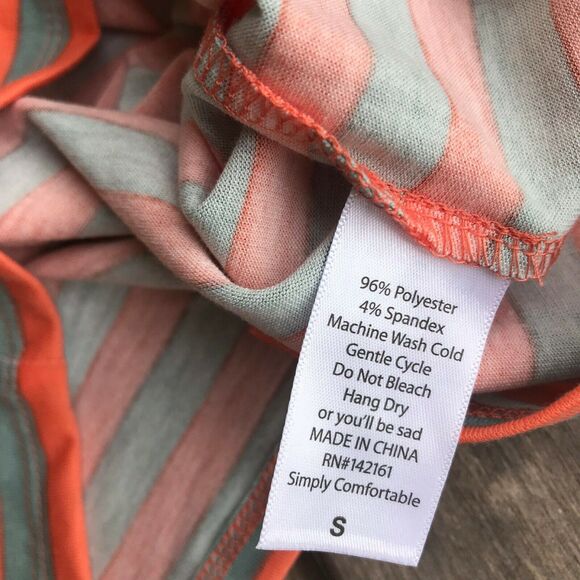 96% Polyester
4% Spandex
Machine Wash Cold
Gentle Cycle
Do Not Bleach
Hang Dry
or you'll be sad
MADE IN CHINA
RN#142161
Simply Comfortable
S